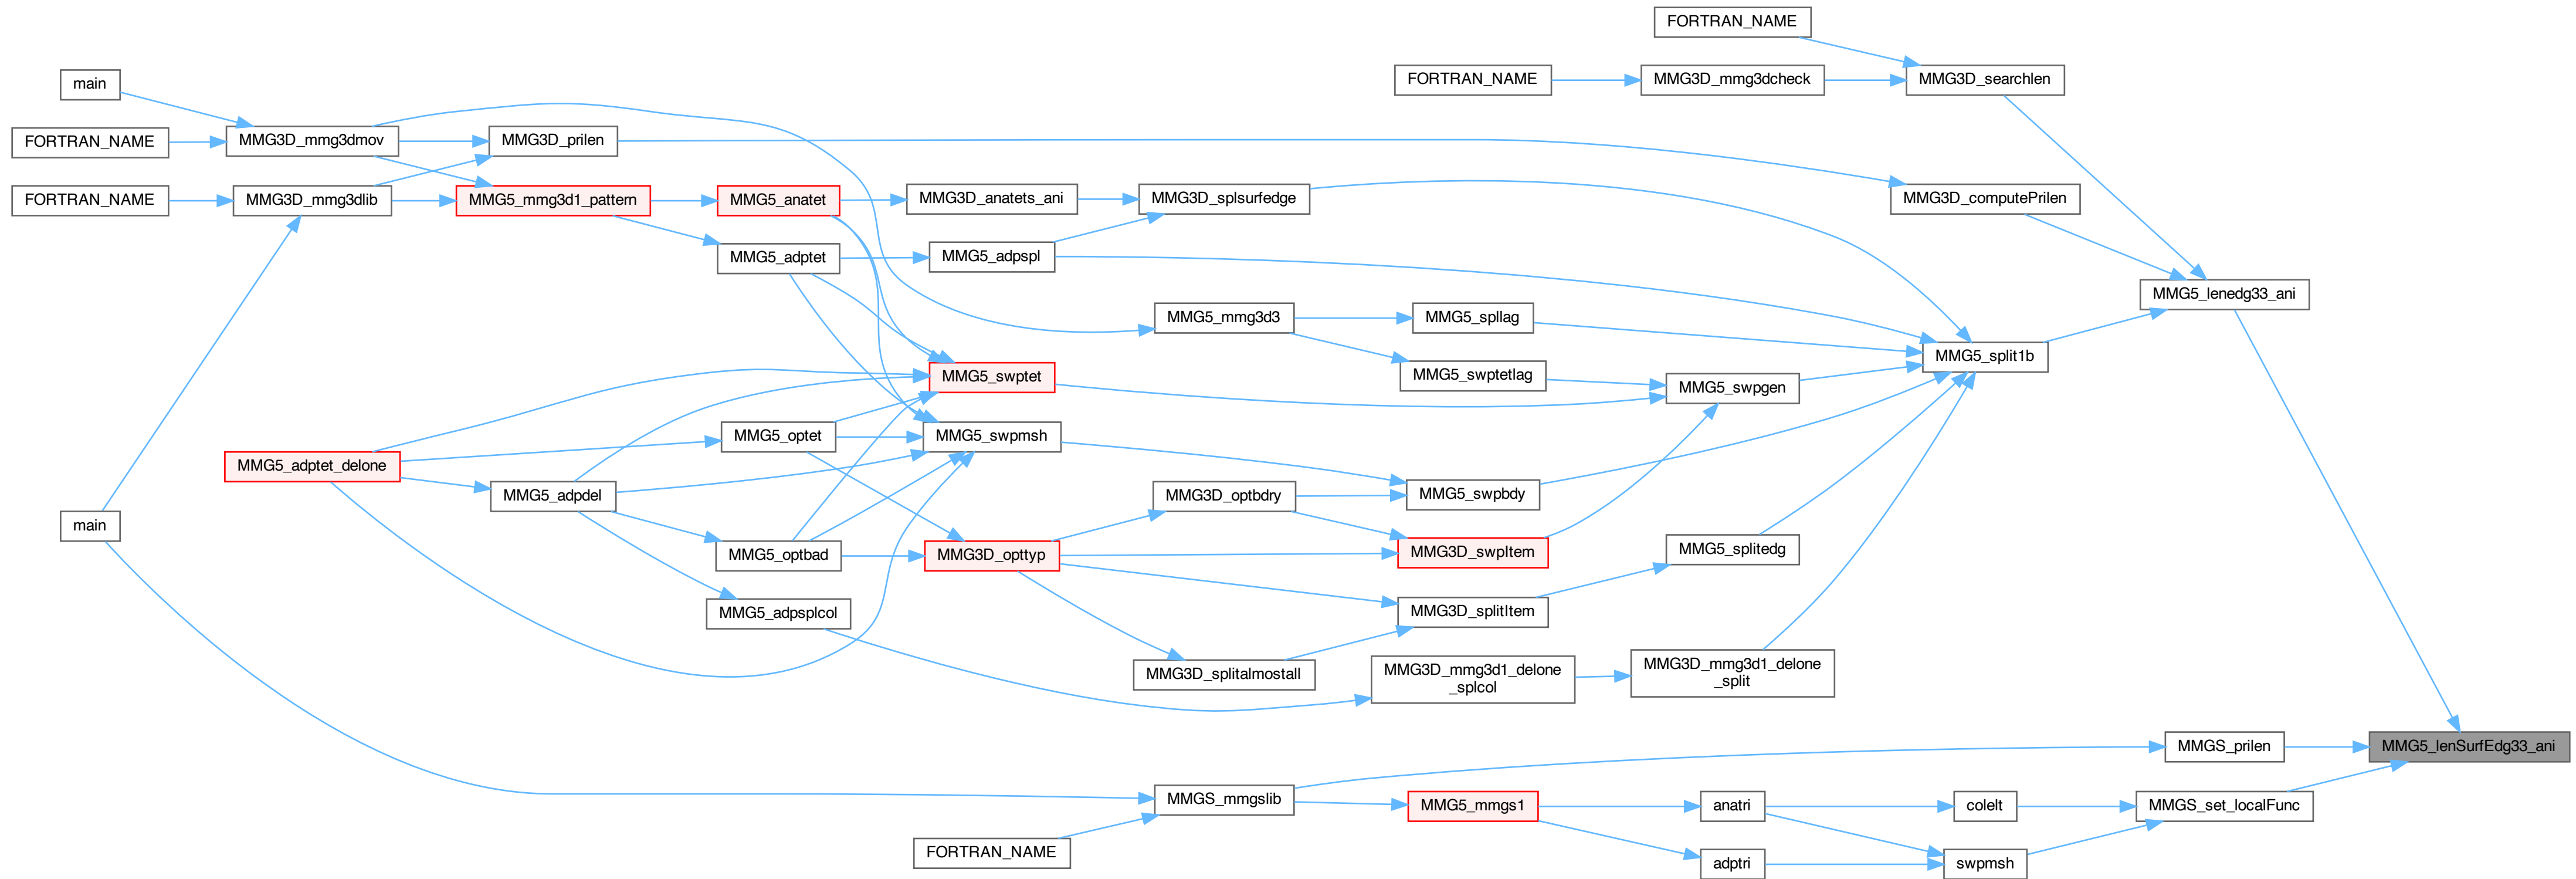 FORTRAN_NAME
main
FORTRAN_NAME
MMG3D_mmg3dcheck
MMG3D_searchlen
FORTRAN_NAME
MMG3D_mmg3dmov
MMG3D_prilen
FORTRAN_NAME
MMG3D_mmg3dlib
MMG5_mmg3d1_pattern
MMG5_anatet
MMG3D_anatets_ani
MMG3D_splsurfedge
MMG3D_computePrilen
MMG5_adptet
MMG5_adpspl
MMG5_lenedg33_ani
MMG5_mmg3d3
MMG5_spllag
MMG5_split1b
MMG5_swptet
MMG5_swptetlag
MMG5_swpgen
MMG5_optet
MMG5_swpmsh
MMG5_adptet_delone
MMG5_adpdel
MMG3D_optbdry
MMG5_swpbdy
main
MMG5_optbad
MMG3D_opttyp
MMG3D_swpItem
MMG5_splitedg
MMG5_adpsplcol
MMG3D_splitItem
MMG3D_splitalmostall
MMG3D_mmg3d1_delone
_splcol
MMG3D_mmg3d1_delone
_split
MMGS_prilen
MMG5_lenSurfEdg33_ani
MMGS_mmgslib
MMG5_mmgs1
anatri
colelt
MMGS_set_localFunc
FORTRAN_NAME
adptri
swpmsh